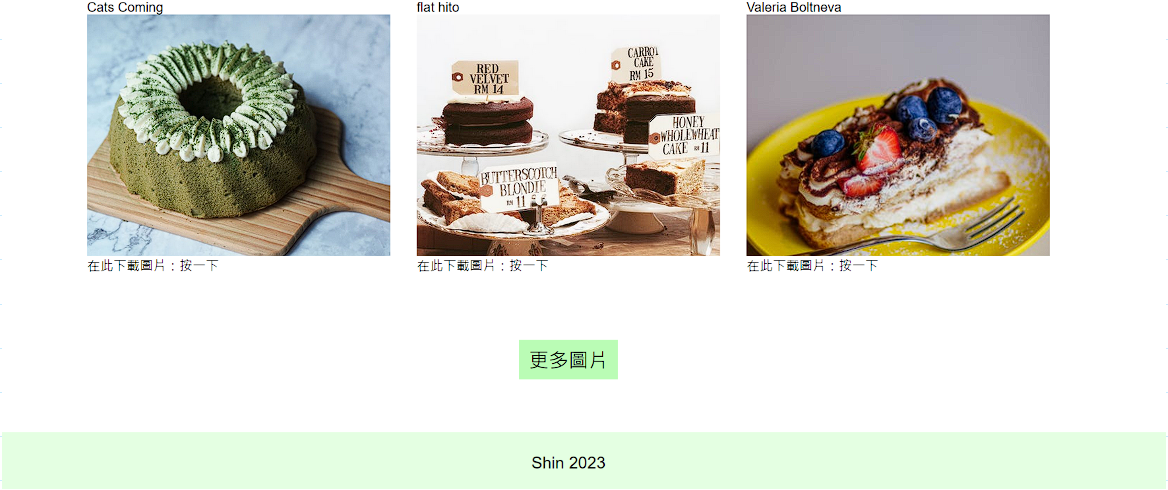 Cats Coming
flat hito
Valeria Boltneva
RED
VELVET
RM 14
CARROT
CAKE
RM 15
HONEY
WHOLEWHEAT
CAKE RM 11
BUTTERSCOTCH
BLONDIE
RM 11
在此下載圖片：按一下
在此下載圖片：按一下
在此下載圖片：按一下
更多圖片
Shin 2023